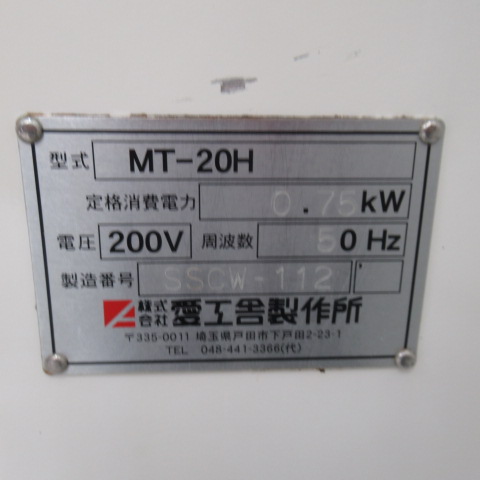 型式 MT-20H
定格消費電力 0.75kW
電圧 200V 周波数 50 Hz
製造番号 SSCW-112
株式会社 愛工舎製作所
〒335-0011 埼玉県戸田市下戸田2-23-1
TEL 048-441-3366(代)